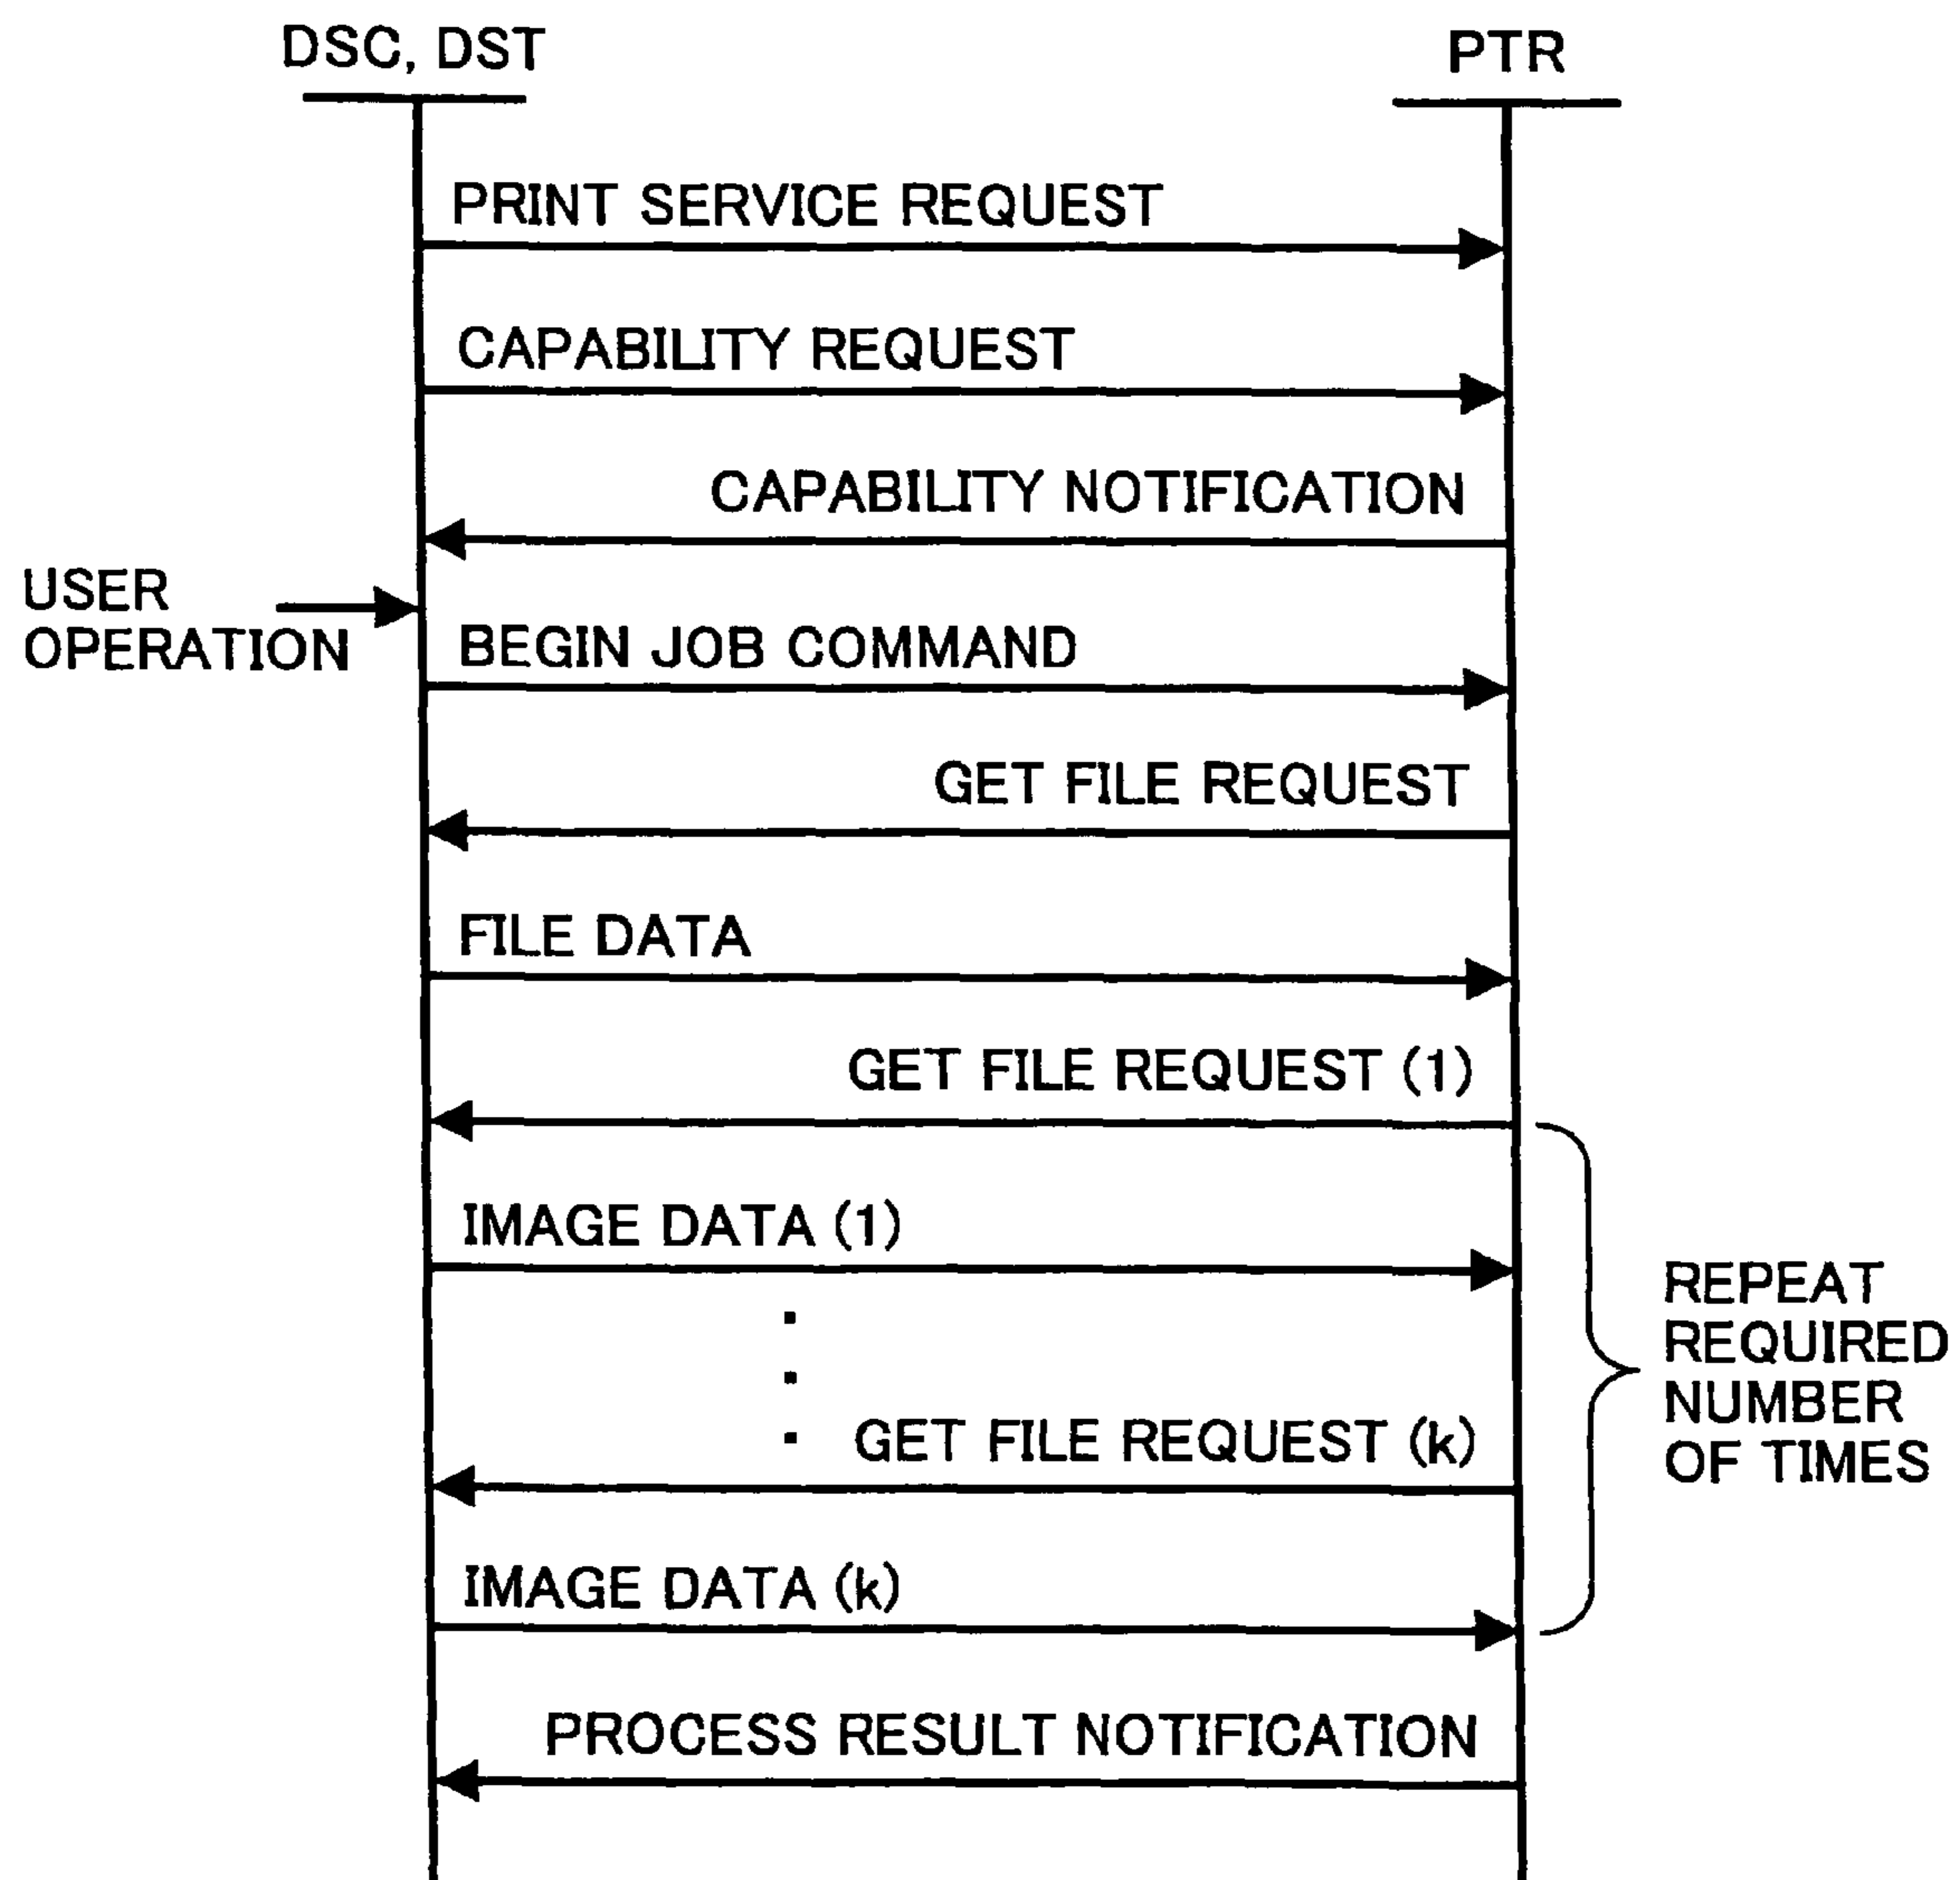 DSC, DST
PTR
PRINT SERVICE REQUEST
CAPABILITY REQUEST
CAPABILITY NOTIFICATION
USER
OPERATION
BEGIN JOB COMMAND
GET FILE REQUEST
FILE DATA
GET FILE REQUEST (1)
IMAGE DATA (1)
REPEAT
REQUIRED
NUMBER
OF TIMES
GET FILE REQUEST (k)
IMAGE DATA (k)
PROCESS RESULT NOTIFICATION